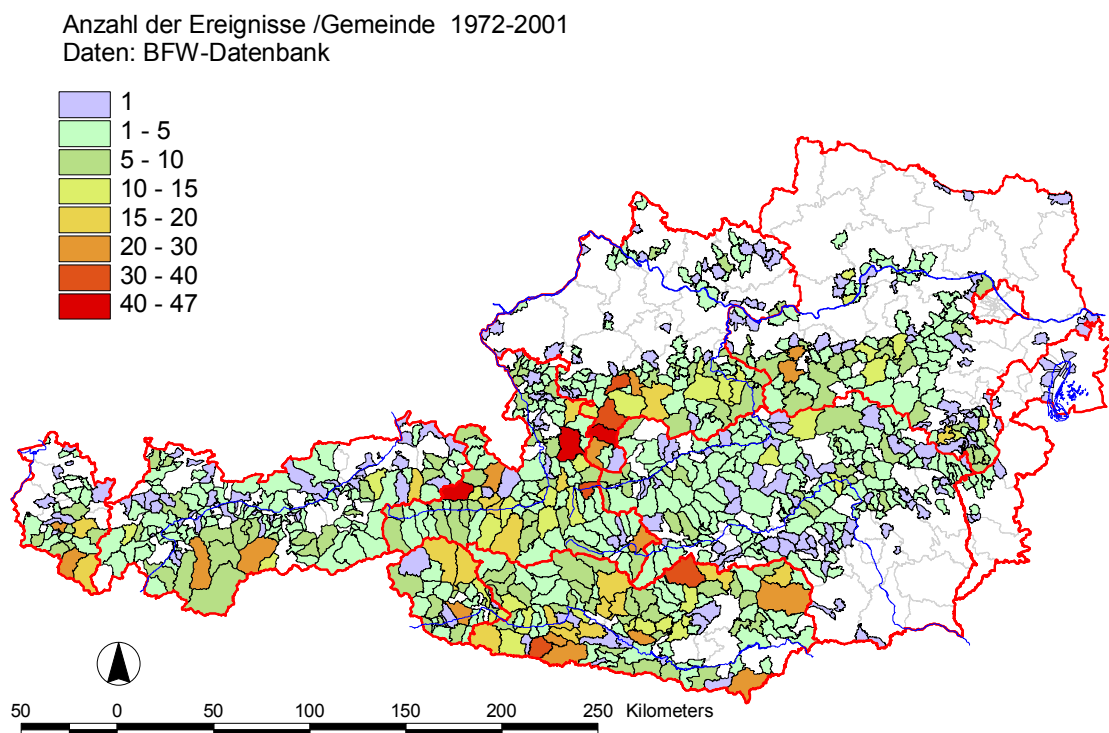 Anzahl der Ereignisse /Gemeinde 1972-2001
Daten: BFW-Datenbank
1
1 - 5
5 - 10
10 - 15
15 - 20
20 - 30
30 - 40
40 - 47
50 0 50 100 150 200 250 Kilometers